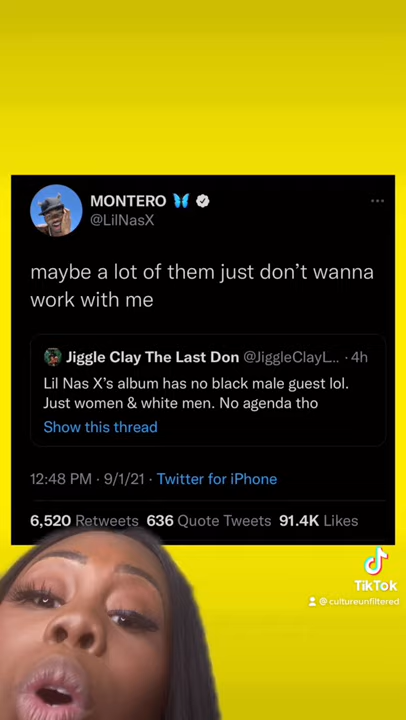 MONTERO 🦋
@LilNasX
maybe a lot of them just don't wanna
work with me
Jiggle Clay The Last Don @JiggleClayL... · 4h
Lil Nas X's album has no black male guest lol.
Just women & white men. No agenda tho
Show this thread
12:48 PM · 9/1/21 · Twitter for iPhone
6,520 Retweets 636 Quote Tweets 91.4K Likes
TikTok
@ cultureunfiltered